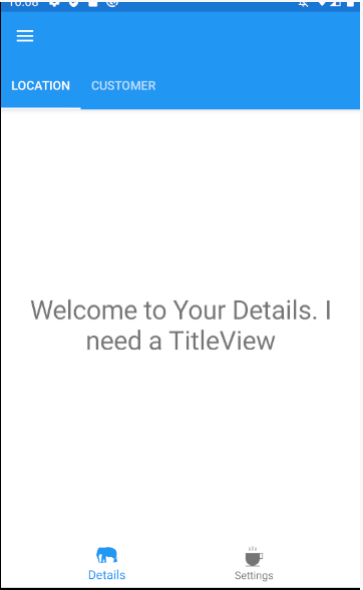 LOCATION CUSTOMER
Welcome to Your Details. I
need a TitleView
Details Settings